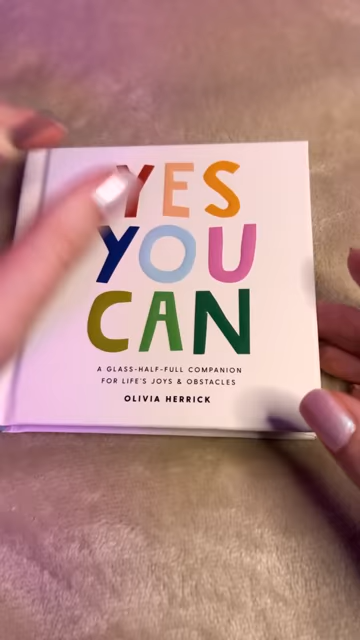 YES
YOU
CAN
A GLASS-HALF-FULL COMPANION
FOR LIFE'S JOYS & OBSTACLES
OLIVIA HERRICK